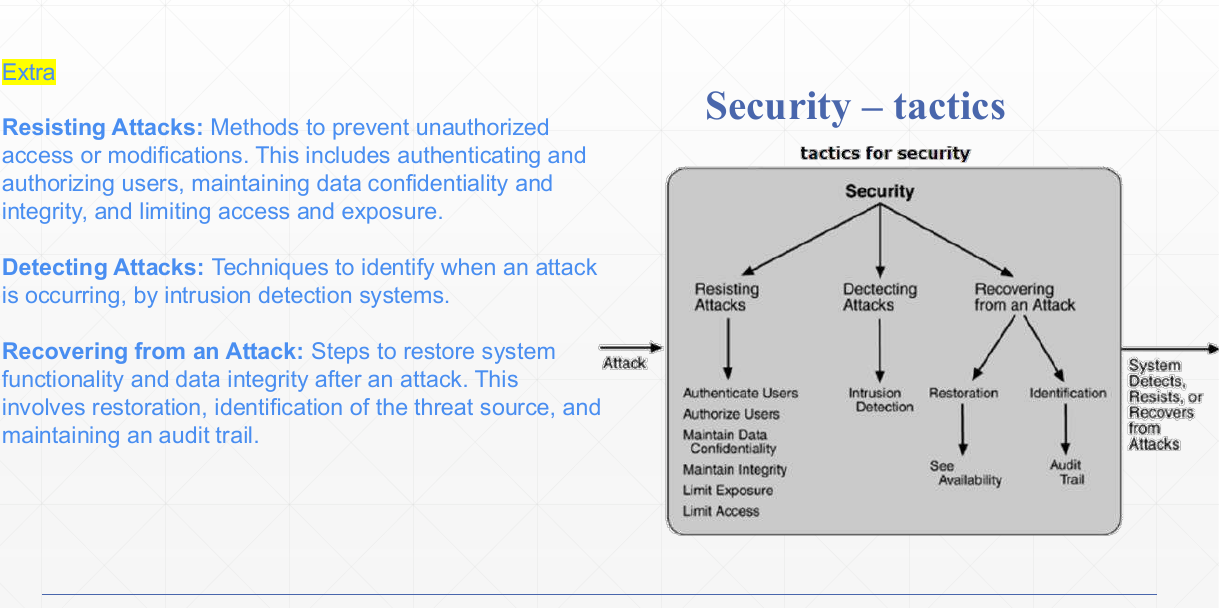 Extra
Resisting Attacks: Methods to prevent unauthorized
access or modifications. This includes authenticating and
authorizing users, maintaining data confidentiality and
integrity, and limiting access and exposure.
Detecting Attacks: Techniques to identify when an attack
is occurring, by intrusion detection systems.
Recovering from an Attack: Steps to restore system
functionality and data integrity after an attack. This
involves restoration, identification of the threat source, and
maintaining an audit trail.
Security – tactics
tactics for security
Security
Resisting
Attacks
Dectecting
Attacks
Recovering
from an Attack
Attack
Authenticate Users
Authorize Users
Maintain Data
Confidentiality
Maintain Integrity
Limit Exposure
Limit Access
Intrusion
Detection
Restoration
Identification
See
Availability
Audit
Trail
System
Detects,
Resists, or
Recovers
from
Attacks